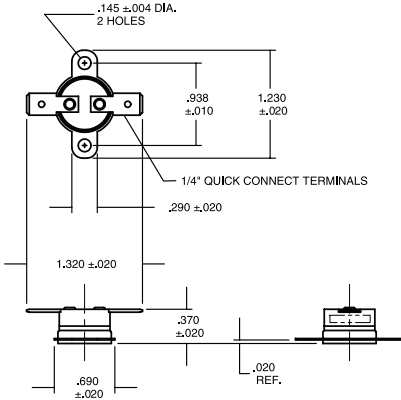 .145 ±.004 DIA.
2 HOLES
.938
±.010
1.230
±.020
1/4" QUICK CONNECT TERMINALS
.290 ±.020
1.320 ±.020
.370
±.020
.020
REF.
.690
±.020